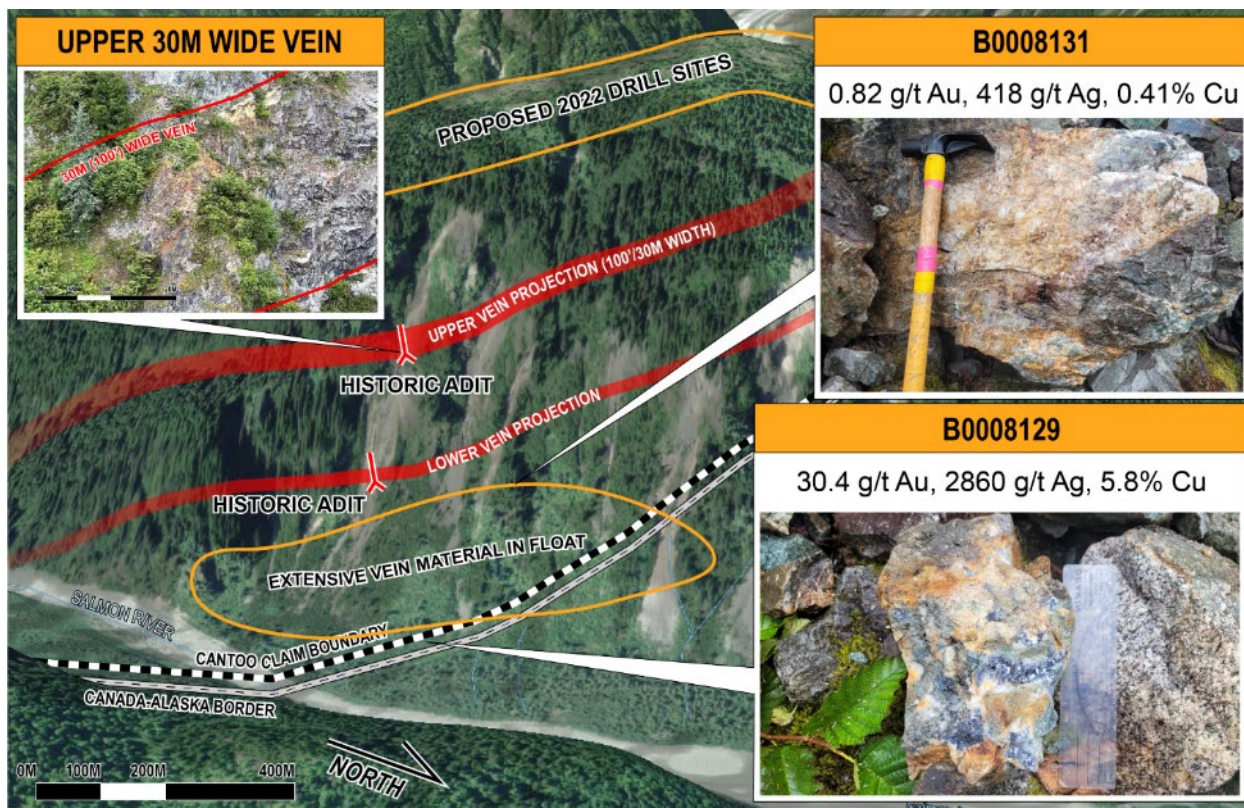 UPPER 30M WIDE VEIN
30M (100') WIDE VEIN
PROPOSED 2022 DRILL SITES
B0008131
0.82 g/t Au, 418 g/t Ag, 0.41% Cu
UPPER VEIN PROJECTION (100'/30M WIDTH)
HISTORIC ADIT
LOWER VEIN PROJECTION
HISTORIC ADIT
B0008129
30.4 g/t Au, 2860 g/t Ag, 5.8% Cu
EXTENSIVE VEIN MATERIAL IN FLOAT
SALMON RIVER
CANTOO CLAIM BOUNDARY
CANADA-ALASKA BORDER
NORTH
0M 100M 200M 400M